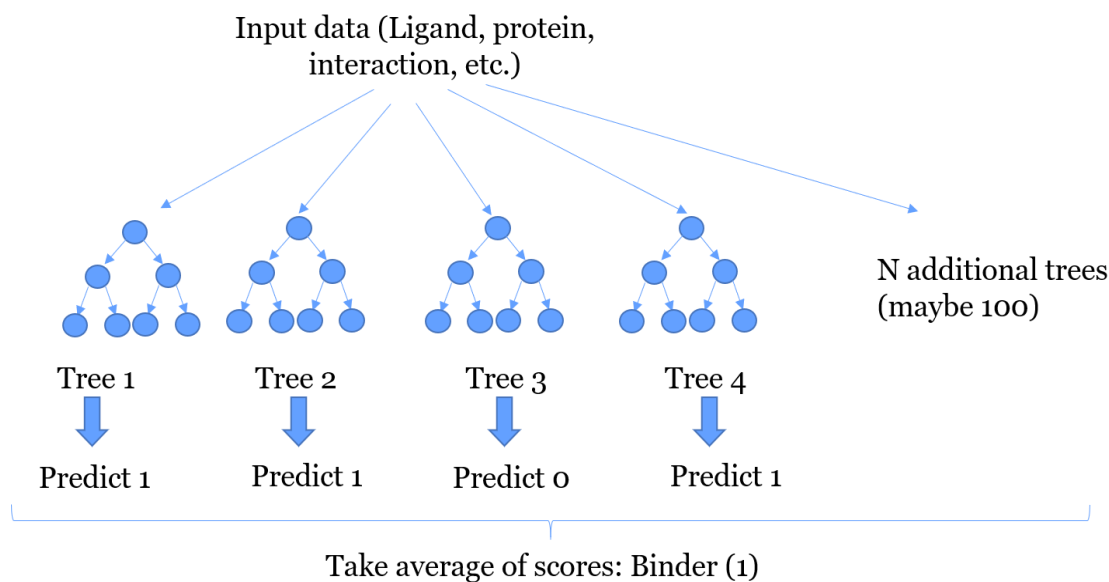 Input data (Ligand, protein,
interaction, etc.)
N additional trees
(maybe 100)
Tree 1
Tree 2
Tree 3
Tree 4
Predict 1
Predict 1
Predict 0
Predict 1
Take average of scores: Binder (1)